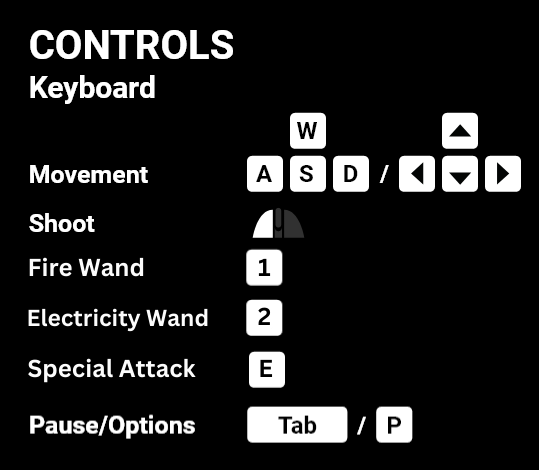 CONTROLS
Keyboard
W
Movement A S D /
Shoot
Fire Wand 1
Electricity Wand 2
Special Attack E
Pause/Options Tab / P